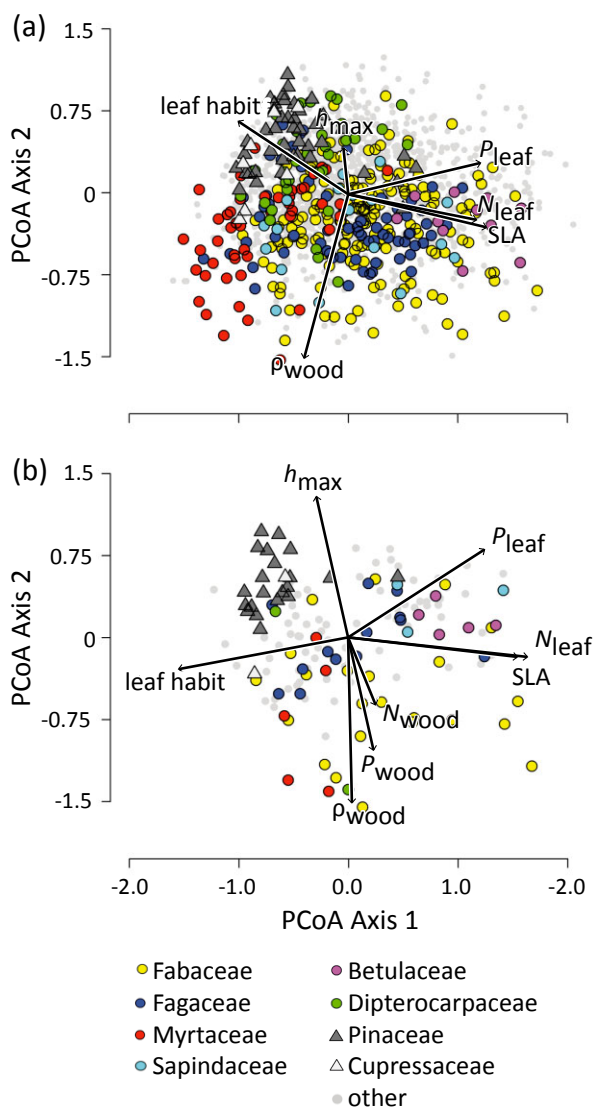 (a)
1.5
0.75
0
-0.75
-1.5
PCoA Axis 2
leaf habit
hmax
Pleaf
Nleaf
SLA
ρwood
(b)
1.5
0.75
0
-0.75
-1.5
PCoA Axis 2
hmax
Pleaf
leaf habit
Nleaf
SLA
Nwood
Pwood
ρwood
-2.0 -1.0 0.0 1.0 -2.0
PCoA Axis 1
Fabaceae Betulaceae
Fagaceae Dipterocarpaceae
Myrtaceae Pinaceae
Sapindaceae Cupressaceae
other